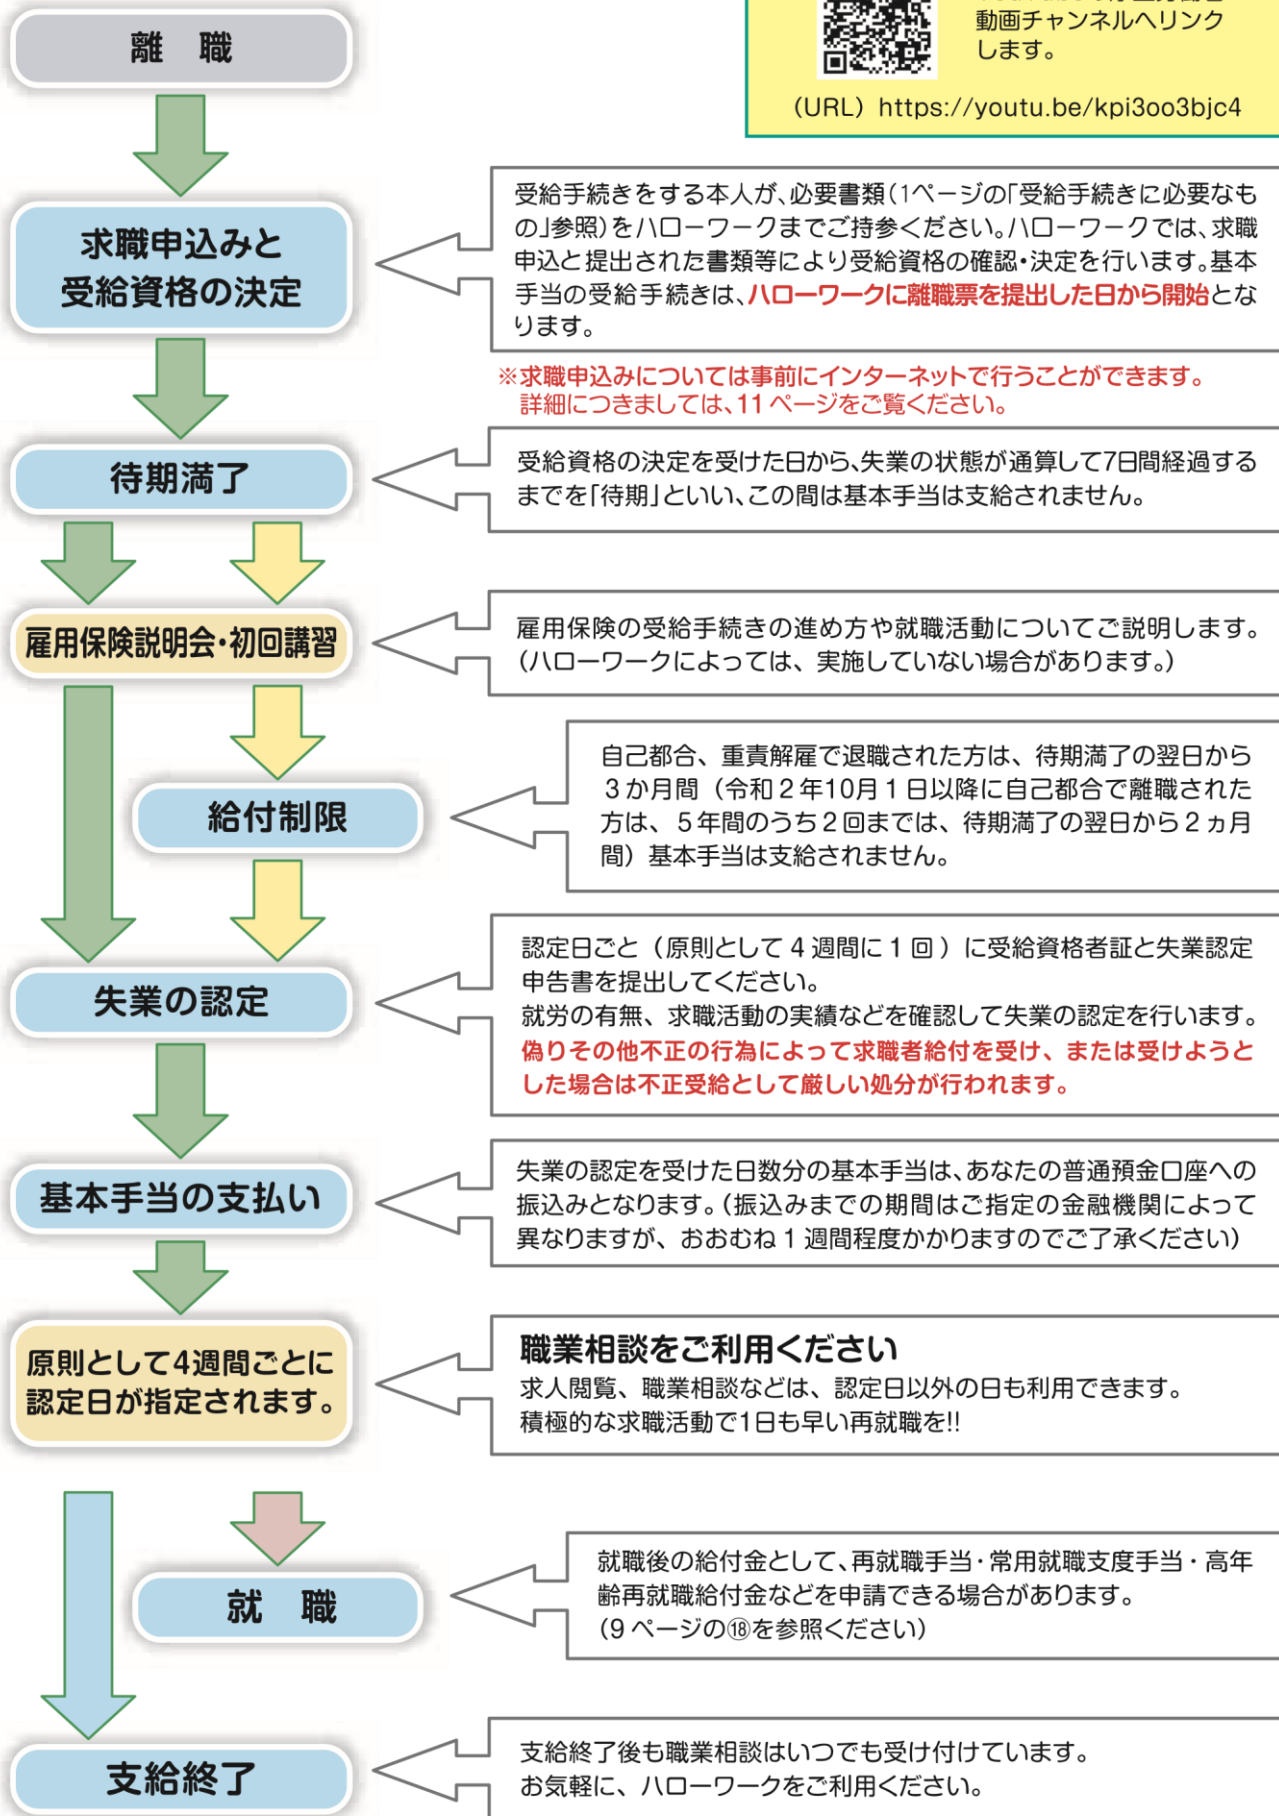 離 職
動画チャンネルへリンク
します。
(URL) https://youtu.be/kpi3oo3bjc4
求職申込みと
受給資格の決定
受給手続きをする本人が、必要書類(1ページの「受給手続きに必要なも
の」参照)をハローワークまでご持参ください。ハローワークでは、求職
申込と提出された書類等により受給資格の確認・決定を行います。基本
手当の受給手続きは、ハローワークに離職票を提出した日から開始とな
ります。
※求職申込みについては事前にインターネットで行うことができます。
詳細につきましては、11ページをご覧ください。
待期満了
受給資格の決定を受けた日から、失業の状態が通算して7日間経過する
までを「待期」といい、この間は基本手当は支給されません。
雇用保険説明会・初回講習
雇用保険の受給手続きの進め方や就職活動についてご説明します。
(ハローワークによっては、実施していない場合があります。)
給付制限
自己都合、重責解雇で退職された方は、待期満了の翌日から
3か月間(令和2年10月1日以降に自己都合で離職された
方は、5年間のうち2回までは、待期満了の翌日から2ヵ月
間)基本手当は支給されません。
失業の認定
認定日ごと(原則として4週間に1回)に受給資格者証と失業認定
申告書を提出してください。
就労の有無、求職活動の実績などを確認して失業の認定を行います。
偽りその他不正の行為によって求職者給付を受け、または受けようと
した場合は不正受給として厳しい処分が行われます。
基本手当の支払い
失業の認定を受けた日数分の基本手当は、あなたの普通預金口座への
振込みとなります。(振込みまでの期間はご指定の金融機関によって
異なりますが、おおむね1週間程度かかりますのでご了承ください)
原則として4週間ごとに
認定日が指定されます。
職業相談をご利用ください
求人閲覧、職業相談などは、認定日以外の日も利用できます。
積極的な求職活動で1日も早い再就職を!!
就 職
就職後の給付金として、再就職手当・常用就職支度手当・高年
齢再就職給付金などを申請できる場合があります。
(9ページの⑱を参照ください)
支給終了
支給終了後も職業相談はいつでも受け付けています。
お気軽に、ハローワークをご利用ください。